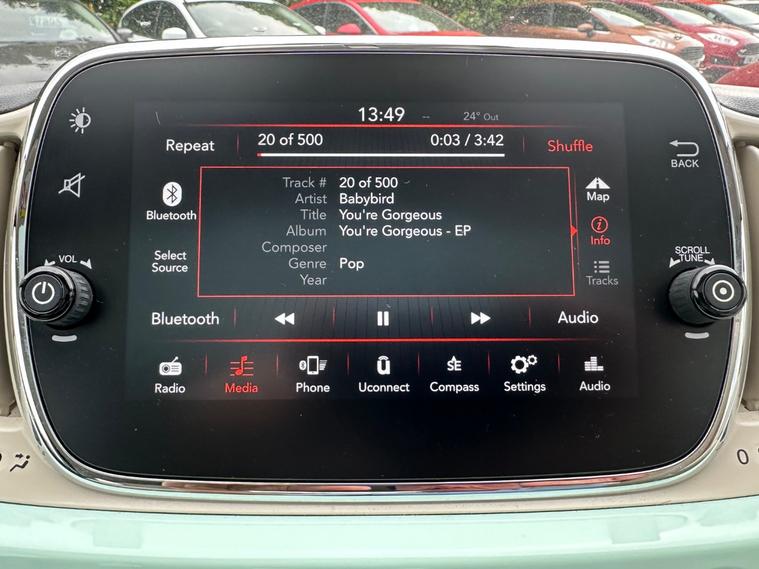 13:49 -- 24° Out
Repeat 20 of 500 0:03 / 3:42 Shuffle
BACK
Track # 20 of 500
Artist Babybird
Title You're Gorgeous
Album You're Gorgeous - EP
Composer
Genre Pop
Year
Bluetooth
Select
Source
Map
Info
Tracks
VOL
SCROLL
TUNE
Bluetooth Audio
Radio Media Phone Uconnect Compass Settings Audio
SE
0